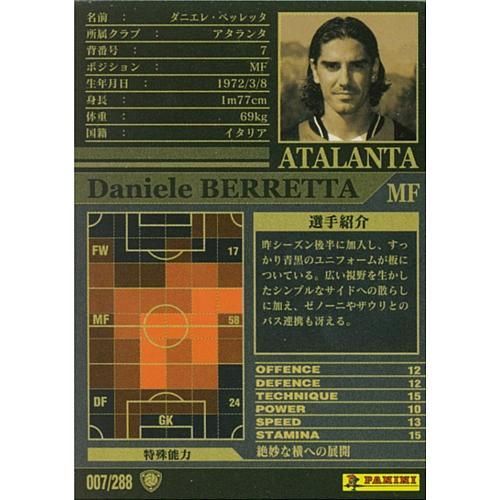 名前 ： ダニエレ・ベッレッタ
所属クラブ ： アタランタ
背番号 ： 7
ポジション ： MF
生年月日 ： 1972/3/8
身長 ： 1m77cm
体重 ： 69kg
国籍 ： イタリア
ATALANTA
Daniele BERRETTA
MF
FW 17
MF 58
DF 24
GK
特殊能力
選手紹介
昨シーズン後半に加入し、すっ
かり青黒のユニフォームが板に
ついている。広い視野を生かし
たシンプルなサイドへの散らし
に加え、ゼノーニやザウリとの
パス連携も冴える。
OFFENCE 12
DEFENCE 12
TECHNIQUE 15
POWER 10
SPEED 13
STAMINA 15
絶妙な横への展開
007/288
PANINI